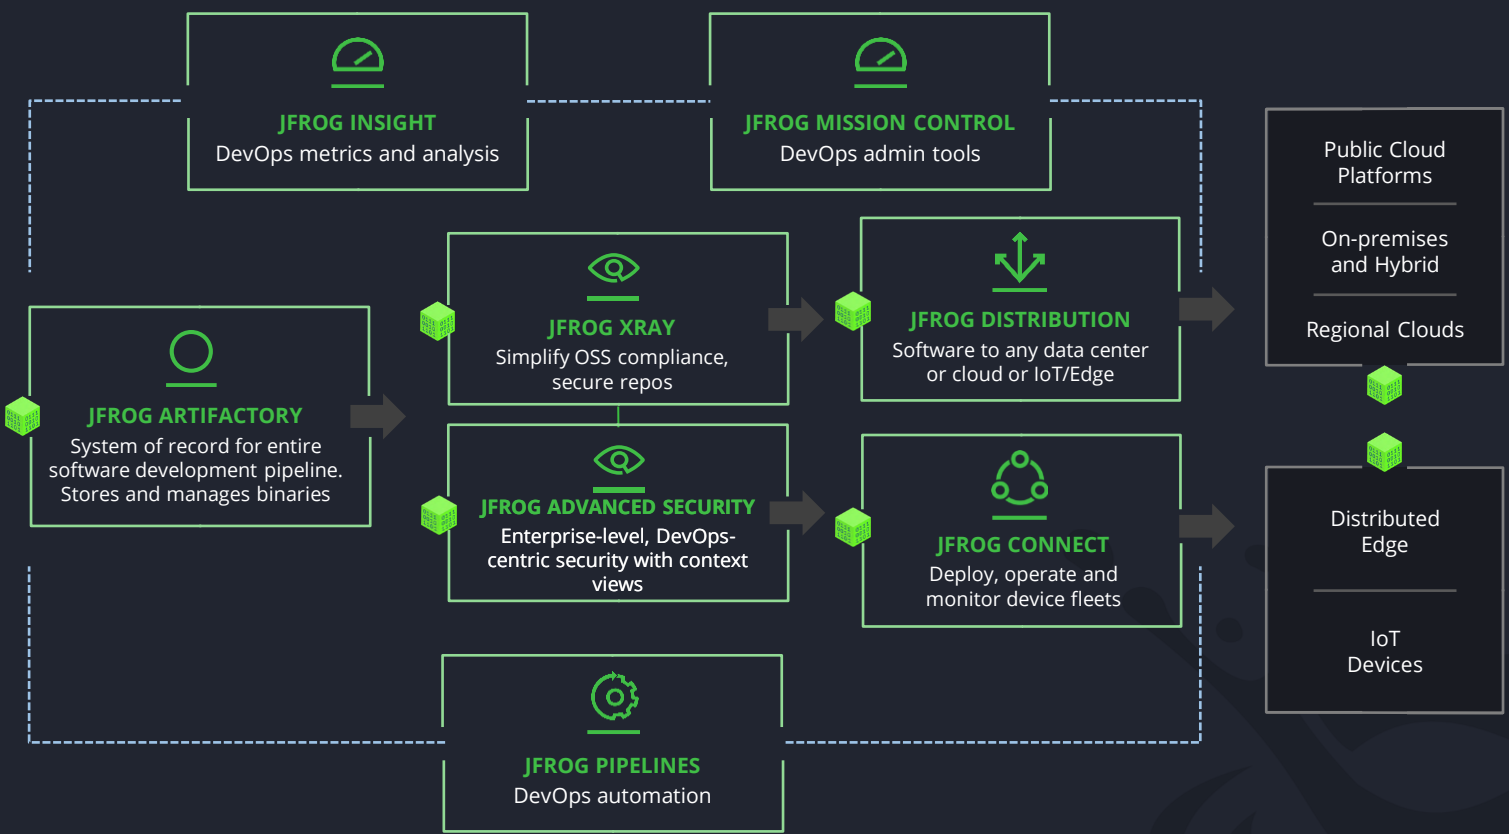 JFROG INSIGHT
DevOps metrics and analysis
JFROG MISSION CONTROL
DevOps admin tools
JFROG ARTIFACTORY
System of record for entire
software development pipeline.
Stores and manages binaries
JFROG XRAY
Simplify OSS compliance,
secure repos
JFROG ADVANCED SECURITY
Enterprise-level, DevOps-
centric security with context
views
JFROG DISTRIBUTION
Software to any data center
or cloud or IoT/Edge
JFROG CONNECT
Deploy, operate and
monitor device fleets
JFROG PIPELINES
DevOps automation
Public Cloud
Platforms
On-premises
and Hybrid
Regional Clouds
Distributed
Edge
IoT
Devices